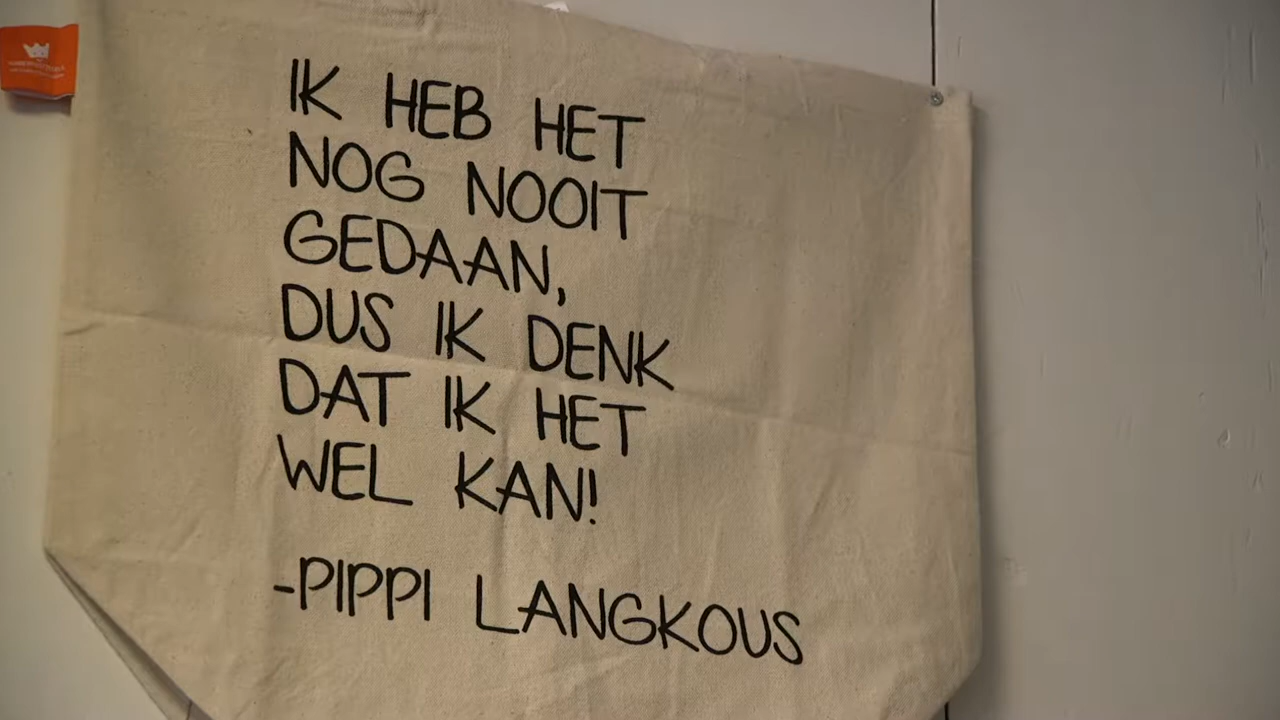 IK HEB HET
NOG NOOIT
GEDAAN,
DUS IK DENK
DAT IK HET
WEL KAN!
-PIPPI LANGKOUS